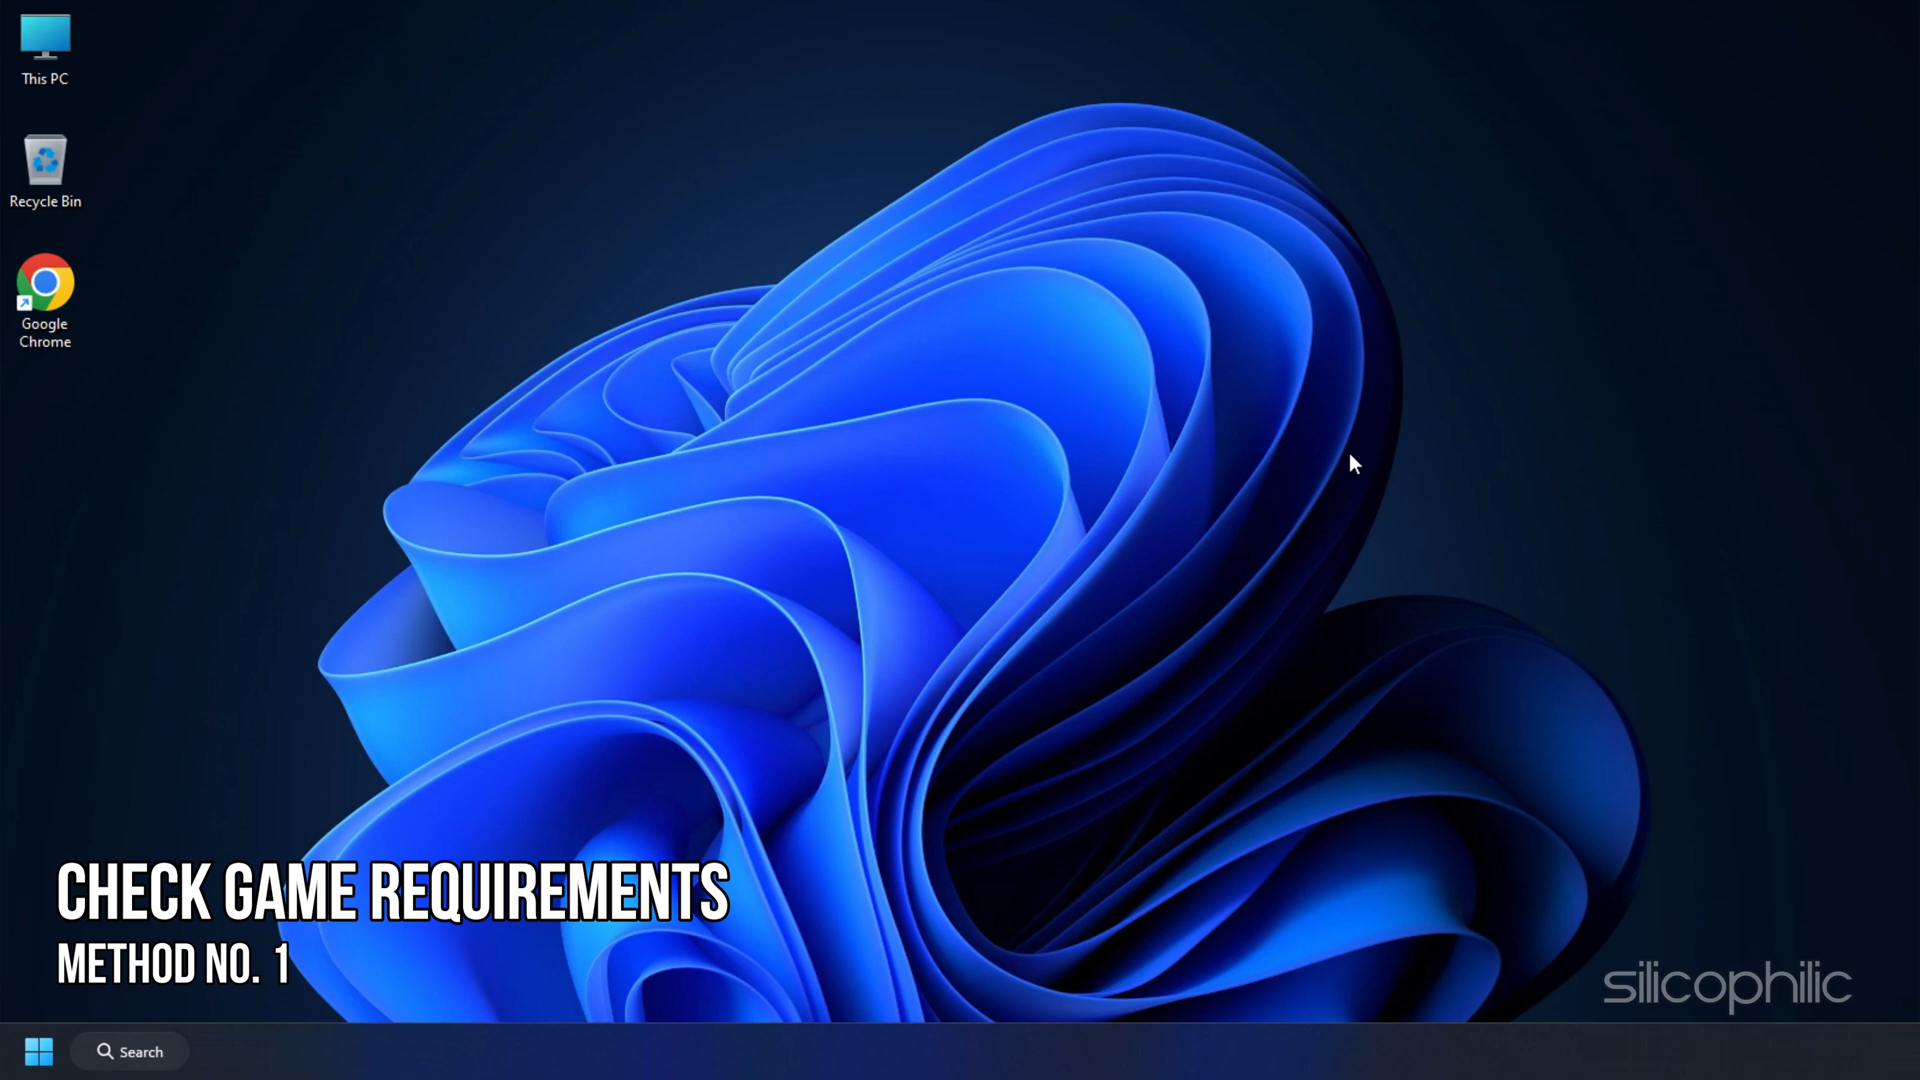 This PC
Recycle Bin
Google
Chrome
CHECK GAME REQUIREMENTS
METHOD NO. 1
silicophilic
Search